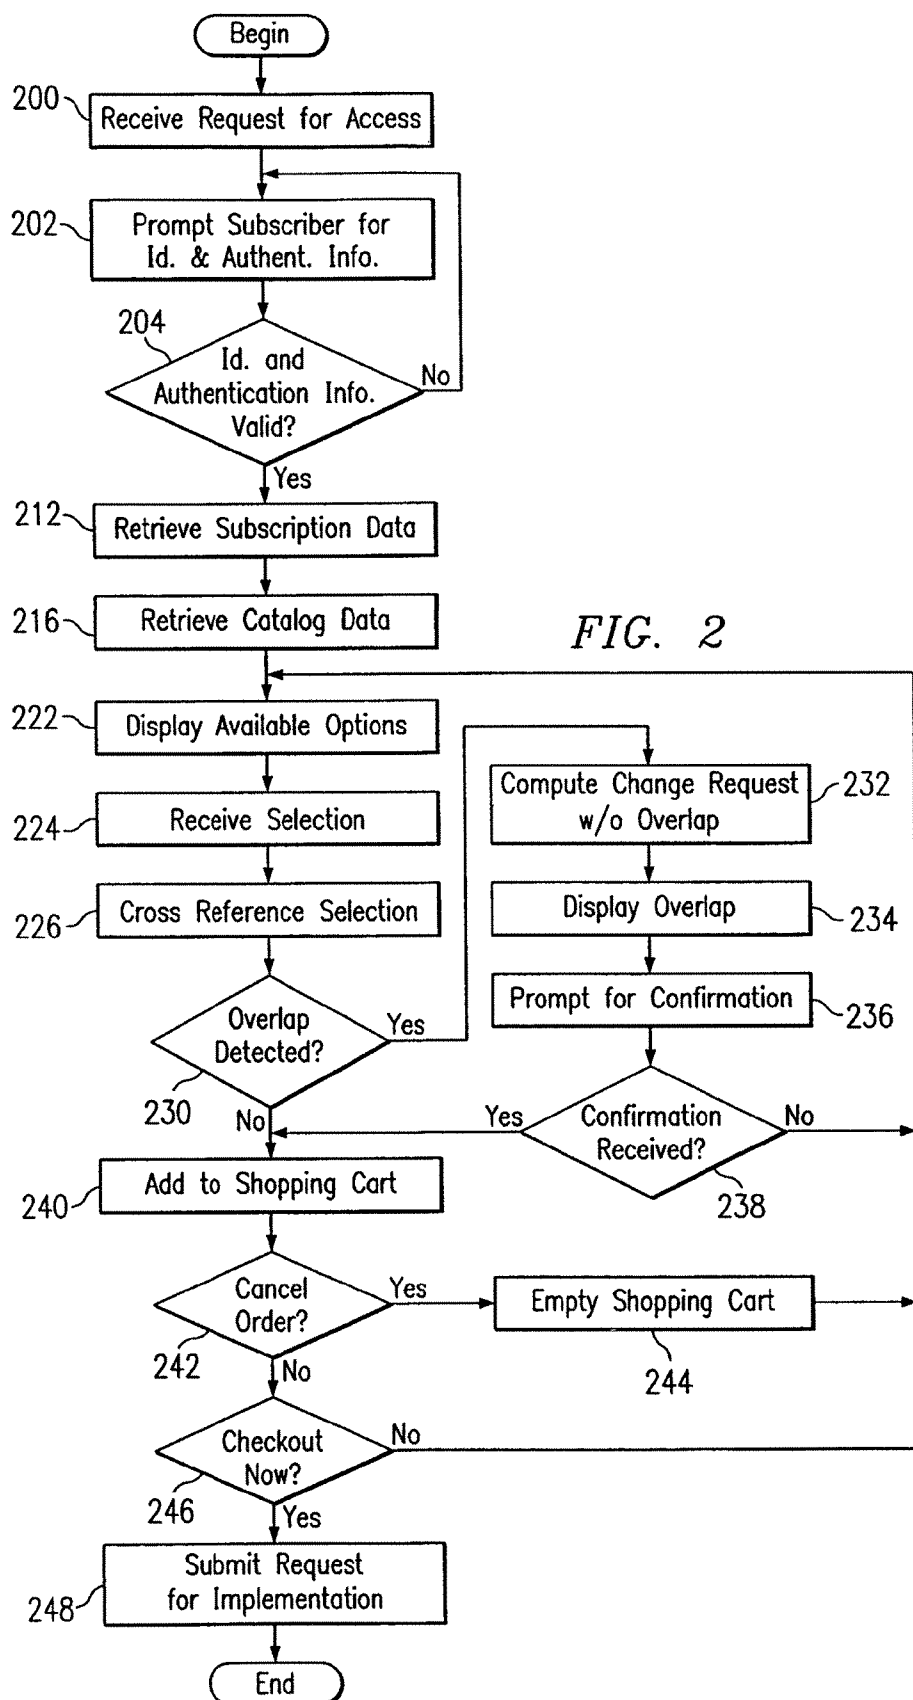 Begin
200
Receive Request for Access
202
Prompt Subscriber for
Id. & Authent. Info.
204
Id. and
Authentication Info.
Valid?
No
Yes
212
Retrieve Subscription Data
216
Retrieve Catalog Data
FIG. 2
222
Display Available Options
224
Receive Selection
226
Cross Reference Selection
Overlap
Detected?
Yes
230
No
Compute Change Request
w/o Overlap
232
Display Overlap
234
Prompt for Confirmation
236
Confirmation
Received?
Yes
No
238
240
Add to Shopping Cart
Cancel
Order?
Yes
242
No
Empty Shopping Cart
244
Checkout
Now?
No
246
Yes
Submit Request
for Implementation
248
End